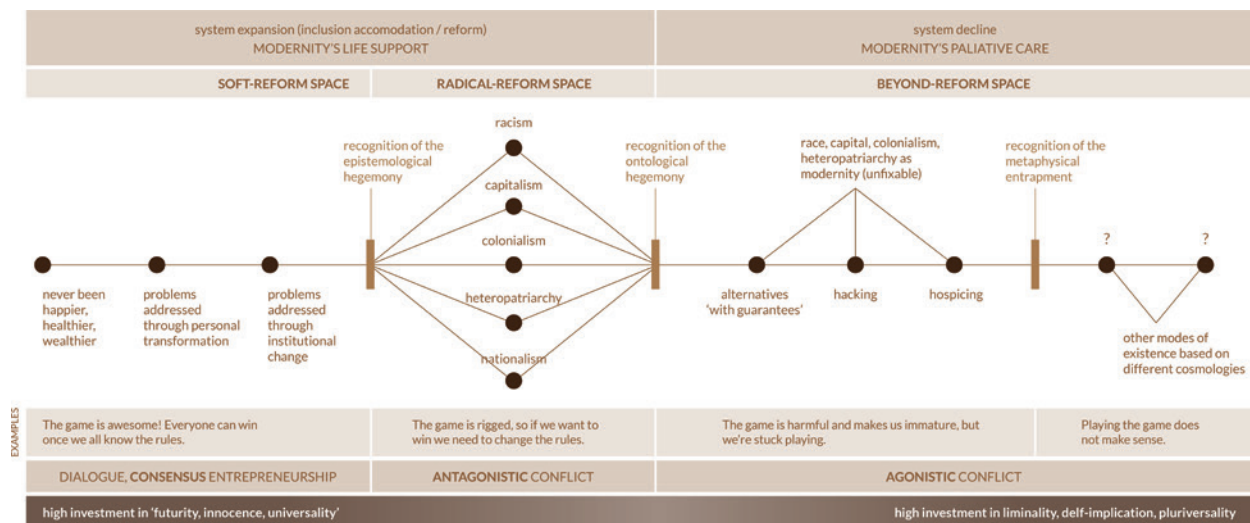 system expansion (inclusion accomodation / reform)
MODERNITY'S LIFE SUPPORT
system decline
MODERNITY'S PALIATIVE CARE
SOFT-REFORM SPACE
RADICAL-REFORM SPACE
BEYOND-REFORM SPACE
recognition of the
epistemological
hegemony
racism
capitalism
colonialism
heteropatriarchy
nationalism
recognition of the
ontological
hegemony
race, capital, colonialism,
heteropatriarchy as
modernity (unfixable)
recognition of the
metaphysical
entrapment
?
?
never been
happier,
healthier,
wealthier
problems
addressed
through personal
transformation
problems
addressed
through
institutional
change
alternatives
'with guarantees'
hacking
hospicing
other modes of
existence based on
different cosmologies
EXAMPLES
The game is awesome! Everyone can win
once we all know the rules.
The game is rigged, so if we want to
win we need to change the rules.
The game is harmful and makes us immature, but
we're stuck playing.
Playing the game does
not make sense.
DIALOGUE, CONSENSUS ENTREPRENEURSHIP
ANTAGONISTIC CONFLICT
AGONISTIC CONFLICT
high investment in 'futurity, innocence, universality'
high investment in liminality, delf-implication, pluriversality